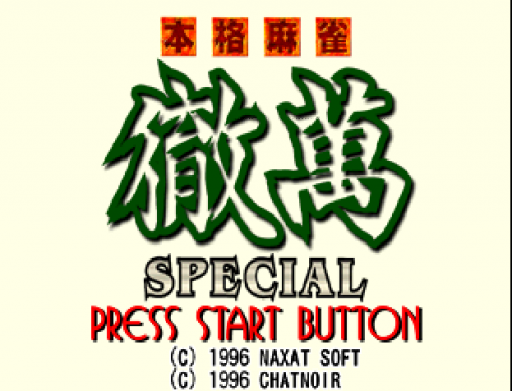 本格麻雀
徹萬
SPECIAL
PRESS START BUTTON
(C) 1996 NAXAT SOFT
(C) 1996 CHATNOIR